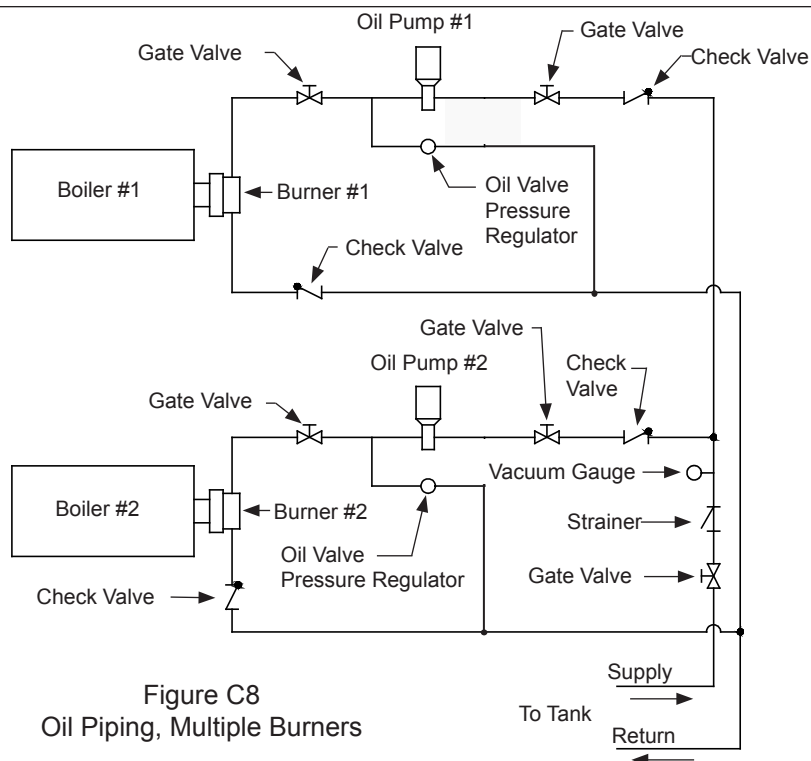 Oil Pump #1
Gate Valve
Gate Valve
Check Valve
Boiler #1
Burner #1
Oil Valve
Pressure
Regulator
Check Valve
Gate Valve
Oil Pump #2
Check
Valve
Gate Valve
Vacuum Gauge
Boiler #2
Burner #2
Strainer
Oil Valve
Pressure Regulator
Gate Valve
Check Valve
Supply
To Tank
Return
Figure C8
Oil Piping, Multiple Burners